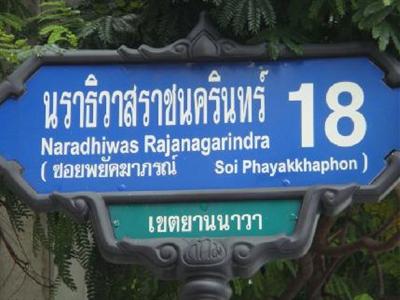 นราธิวาสราชนครินทร์ 18
Naradhiwas Rajanagarindra
( ซอยพยัคฆาภรณ์ Soi Phayakkhaphon )
เขตยานนาวา